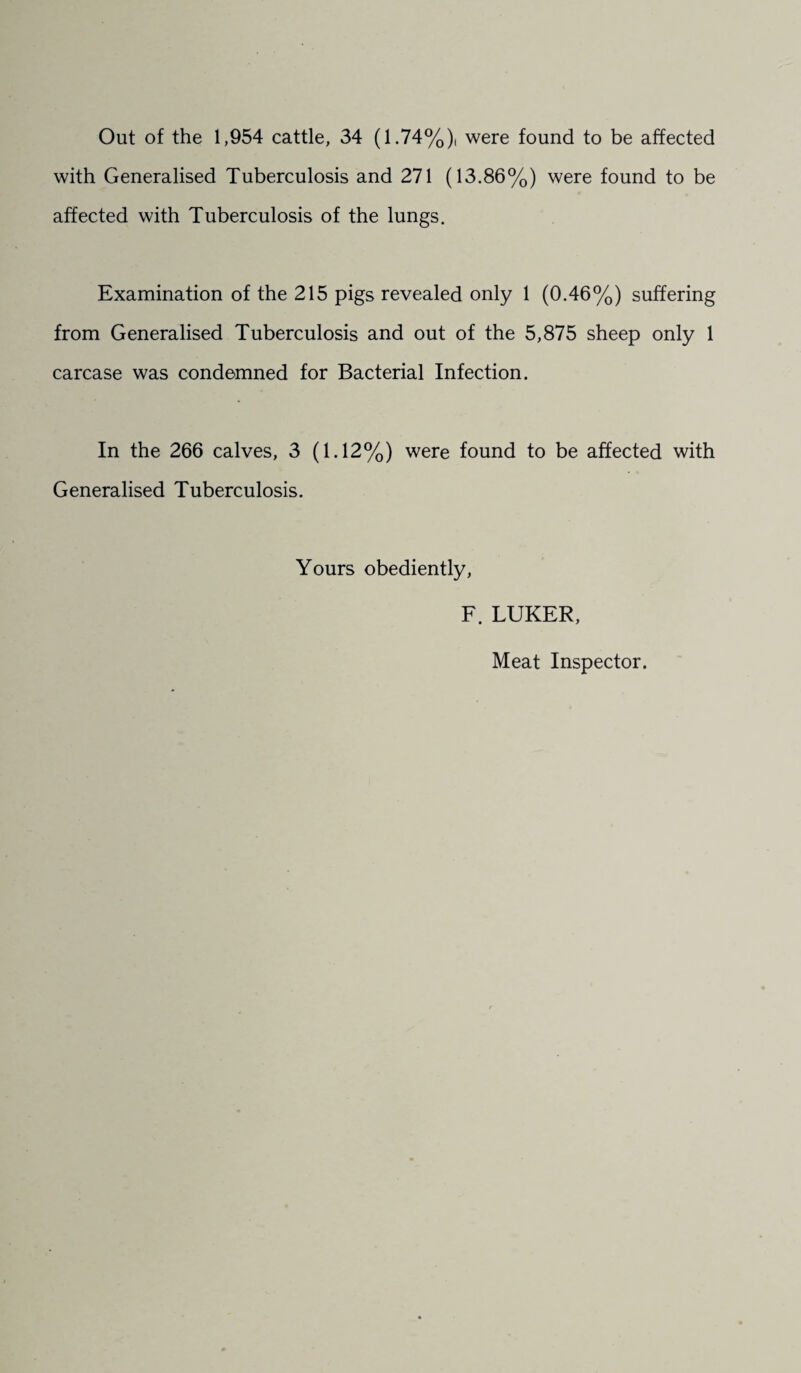 Out of the 1,954 cattle, 34 (1.74%), were found to be affected
with Generalised Tuberculosis and 271 (13.86%) were found to be
affected with Tuberculosis of the lungs.
Examination of the 215 pigs revealed only 1 (0.46%) suffering
from Generalised Tuberculosis and out of the 5,875 sheep only 1
carcase was condemned for Bacterial Infection.
In the 266 calves, 3 (1.12%) were found to be affected with
Generalised Tuberculosis.
Yours obediently,
F. LUKER,
Meat Inspector.